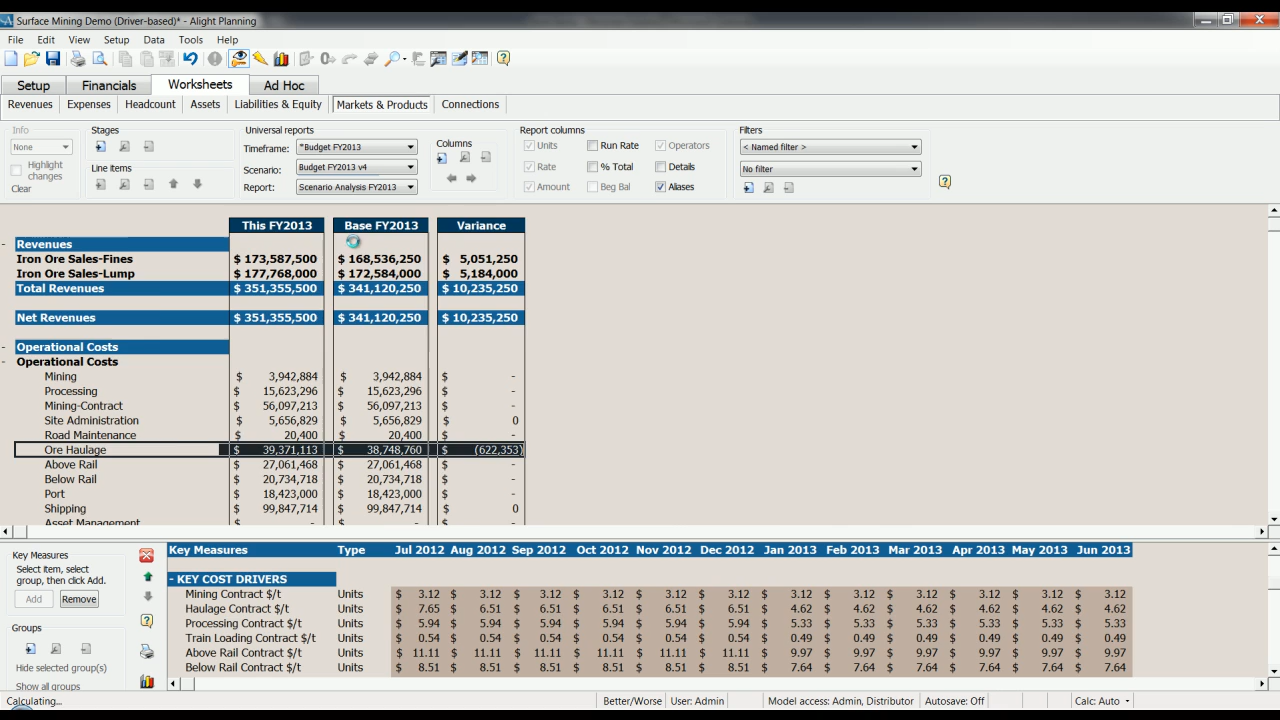 Surface Mining Demo (Driver-based)* - Alight Planning
File Edit View Setup Data Tools Help
Setup Financials Worksheets Ad Hoc
Revenues Expenses Headcount Assets Liabilities & Equity Markets & Products Connections
Info Stages Universal reports Report columns Filters
None Timeframe: *Budget FY2013 Columns Units Run Rate Operators < Named filter >
Highlight changes Line items Scenario: Budget FY2013 v4 Rate % Total Details No filter
Clear Report: Scenario Analysis FY2013 Amount Beg Bal Aliases
This FY2013 Base FY2013 Variance
- Revenues
Iron Ore Sales-Fines $ 173,587,500 $ 168,536,250 $ 5,051,250
Iron Ore Sales-Lump $ 177,768,000 $ 172,584,000 $ 5,184,000
Total Revenues $ 351,355,500 $ 341,120,250 $ 10,235,250
Net Revenues $ 351,355,500 $ 341,120,250 $ 10,235,250
- Operational Costs
- Operational Costs
Mining $ 3,942,884 $ 3,942,884 $ -
Processing $ 15,623,296 $ 15,623,296 $ -
Mining-Contract $ 56,097,213 $ 56,097,213 $ -
Site Administration $ 5,656,829 $ 5,656,829 $ 0
Road Maintenance $ 20,400 $ 20,400 $ -
Ore Haulage $ 39,371,113 $ 38,748,760 $ (622,353)
Above Rail $ 27,061,468 $ 27,061,468 $ -
Below Rail $ 20,734,718 $ 20,734,718 $ -
Port $ 18,423,000 $ 18,423,000 $ -
Shipping $ 99,847,714 $ 99,847,714 $ 0
Asset Management $ - $ - $ -
Key Measures
Select item, select
group, then click Add.
Add Remove
Groups
Hide selected group(s)
Show all groups
Key Measures Type Jul 2012 Aug 2012 Sep 2012 Oct 2012 Nov 2012 Dec 2012 Jan 2013 Feb 2013 Mar 2013 Apr 2013 May 2013 Jun 2013
- KEY COST DRIVERS
Mining Contract $/t Units $ 3.12 $ 3.12 $ 3.12 $ 3.12 $ 3.12 $ 3.12 $ 3.12 $ 3.12 $ 3.12 $ 3.12 $ 3.12 $ 3.12
Haulage Contract $/t Units $ 7.65 $ 6.51 $ 6.51 $ 6.51 $ 6.51 $ 6.51 $ 4.62 $ 4.62 $ 4.62 $ 4.62 $ 4.62 $ 4.62
Processing Contract $/t Units $ 5.94 $ 5.94 $ 5.94 $ 5.94 $ 5.94 $ 5.94 $ 5.33 $ 5.33 $ 5.33 $ 5.33 $ 5.33 $ 5.33
Train Loading Contract $/t Units $ 0.54 $ 0.54 $ 0.54 $ 0.54 $ 0.54 $ 0.54 $ 0.49 $ 0.49 $ 0.49 $ 0.49 $ 0.49 $ 0.49
Above Rail Contract $/t Units $ 11.11 $ 11.11 $ 11.11 $ 11.11 $ 11.11 $ 11.11 $ 9.97 $ 9.97 $ 9.97 $ 9.97 $ 9.97 $ 9.97
Below Rail Contract $/t Units $ 8.51 $ 8.51 $ 8.51 $ 8.51 $ 8.51 $ 8.51 $ 7.64 $ 7.64 $ 7.64 $ 7.64 $ 7.64 $ 7.64
Calculating... Better/Worse User: Admin Model access: Admin, Distributor Autosave: Off Calc: Auto